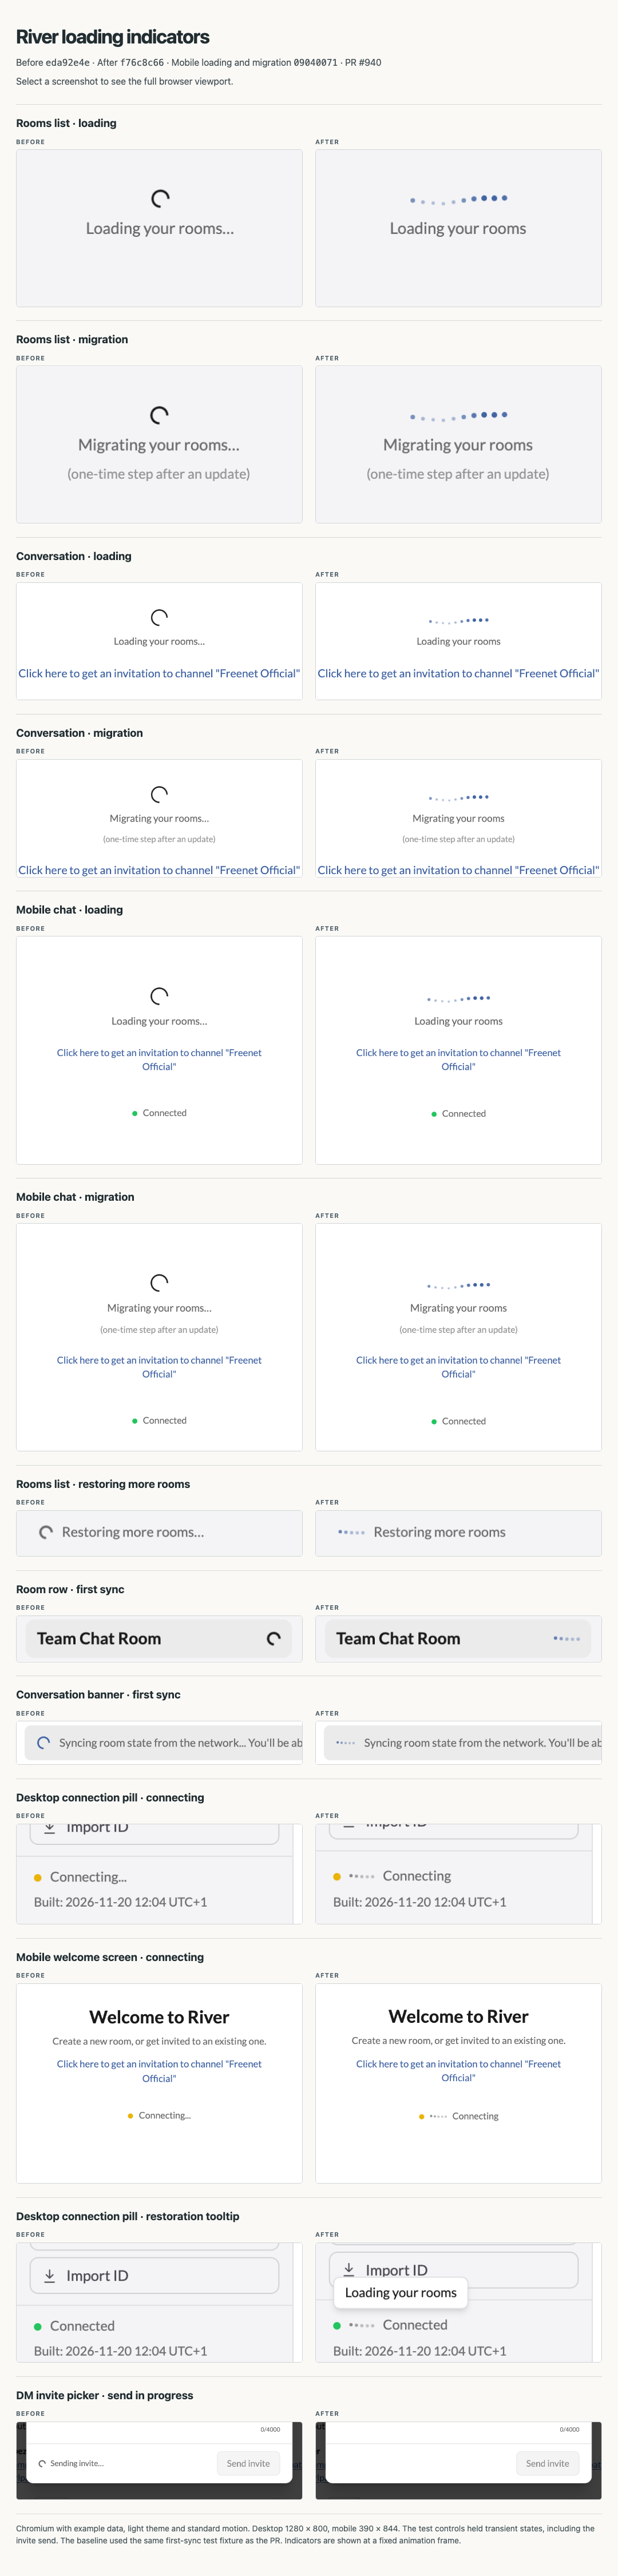 River loading indicators
Before eda92e4e · After f76c8c66 · Mobile loading and migration 09040071 · PR #940
Select a screenshot to see the full browser viewport.
Rooms list · loading
BEFORE
AFTER
Loading your rooms...
Loading your rooms
Rooms list · migration
BEFORE
AFTER
Migrating your rooms...
(one-time step after an update)
Migrating your rooms
(one-time step after an update)
Conversation · loading
BEFORE
AFTER
Loading your rooms...
Click here to get an invitation to channel "Freenet Official"
Loading your rooms
Click here to get an invitation to channel "Freenet Official"
Conversation · migration
BEFORE
AFTER
Migrating your rooms...
(one-time step after an update)
Click here to get an invitation to channel "Freenet Official"
Migrating your rooms
(one-time step after an update)
Click here to get an invitation to channel "Freenet Official"
Mobile chat · loading
BEFORE
AFTER
Loading your rooms...
Click here to get an invitation to channel "Freenet
Official"
Connected
Loading your rooms
Click here to get an invitation to channel "Freenet
Official"
Connected
Mobile chat · migration
BEFORE
AFTER
Migrating your rooms...
(one-time step after an update)
Click here to get an invitation to channel "Freenet
Official"
Connected
Migrating your rooms
(one-time step after an update)
Click here to get an invitation to channel "Freenet
Official"
Connected
Rooms list · restoring more rooms
BEFORE
AFTER
Restoring more rooms...
Restoring more rooms
Room row · first sync
BEFORE
AFTER
Team Chat Room
Team Chat Room
Conversation banner · first sync
BEFORE
AFTER
Syncing room state from the network... You'll be ab
Syncing room state from the network. You'll be ab
Desktop connection pill · connecting
BEFORE
AFTER
Import ID
Connecting...
Built: 2026-11-20 12:04 UTC+1
Connecting
Built: 2026-11-20 12:04 UTC+1
Mobile welcome screen · connecting
BEFORE
AFTER
Welcome to River
Create a new room, or get invited to an existing one.
Click here to get an invitation to channel "Freenet
Official"
Connecting...
Welcome to River
Create a new room, or get invited to an existing one.
Click here to get an invitation to channel "Freenet
Official"
Connecting
Desktop connection pill · restoration tooltip
BEFORE
AFTER
Import ID
Connected
Built: 2026-11-20 12:04 UTC+1
Import ID
Loading your rooms
Connected
Built: 2026-11-20 12:04 UTC+1
DM invite picker · send in progress
BEFORE
AFTER
0/4000
Sending invite...
Send invite
0/4000
Send invite
Chromium with example data, light theme and standard motion. Desktop 1280 × 800, mobile 390 × 844. The test controls held transient states, including the
invite send. The baseline used the same first-sync test fixture as the PR. Indicators are shown at a fixed animation frame.